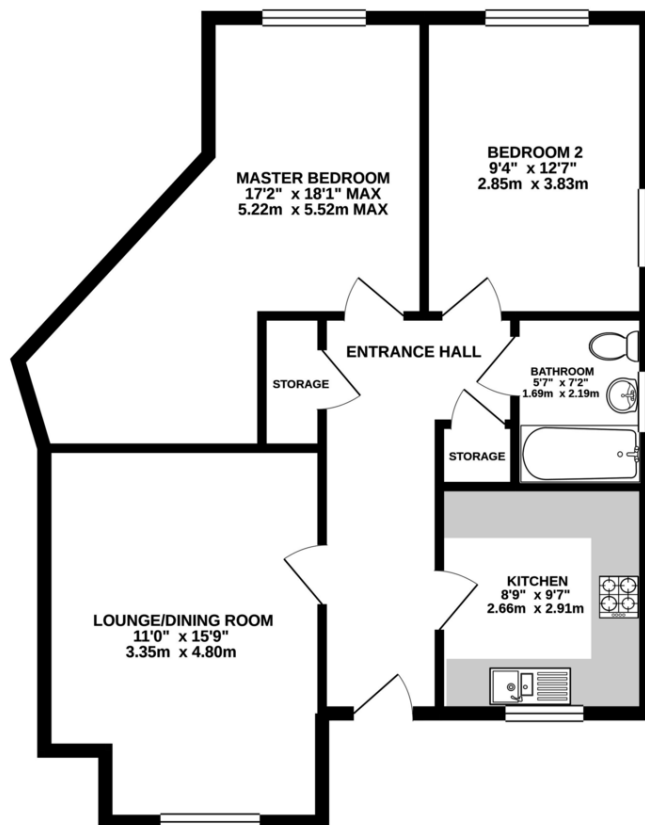 MASTER BEDROOM
17'2" x 18'1" MAX
5.22m x 5.52m MAX
BEDROOM 2
9'4" x 12'7"
2.85m x 3.83m
ENTRANCE HALL
STORAGE
BATHROOM
5'7" x 7'2"
1.69m x 2.19m
STORAGE
LOUNGE/DINING ROOM
11'0" x 15'9"
3.35m x 4.80m
KITCHEN
8'9" x 9'7"
2.66m x 2.91m